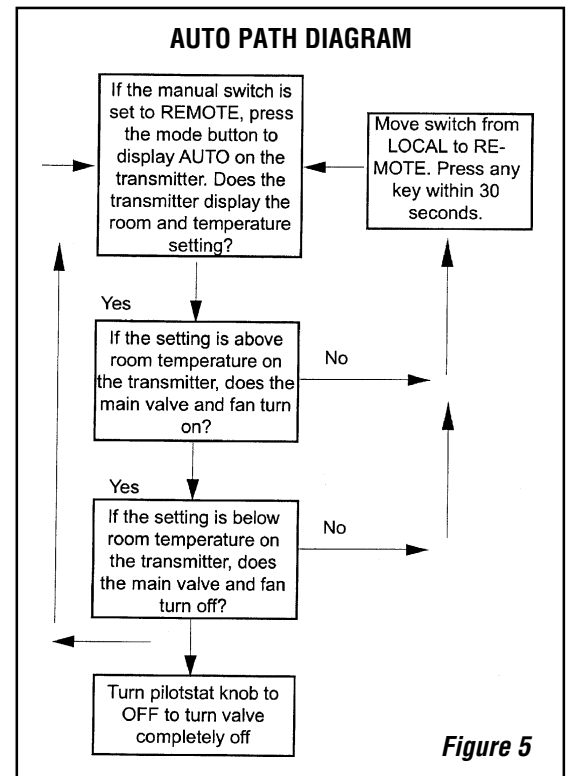 AUTO PATH DIAGRAM
If the manual switch is
set to REMOTE, press
the mode button to
display AUTO on the
transmitter. Does the
transmitter display the
room and temperature
setting?
Move switch from
LOCAL to RE-
MOTE. Press any
key within 30
seconds.
Yes
If the setting is above
room temperature on
the transmitter, does the
main valve and fan turn
on?
No
Yes
If the setting is below
room temperature on
the transmitter, does
the main valve and fan
turn off?
No
Turn pilotstat knob to
OFF to turn valve
completely off
Figure 5